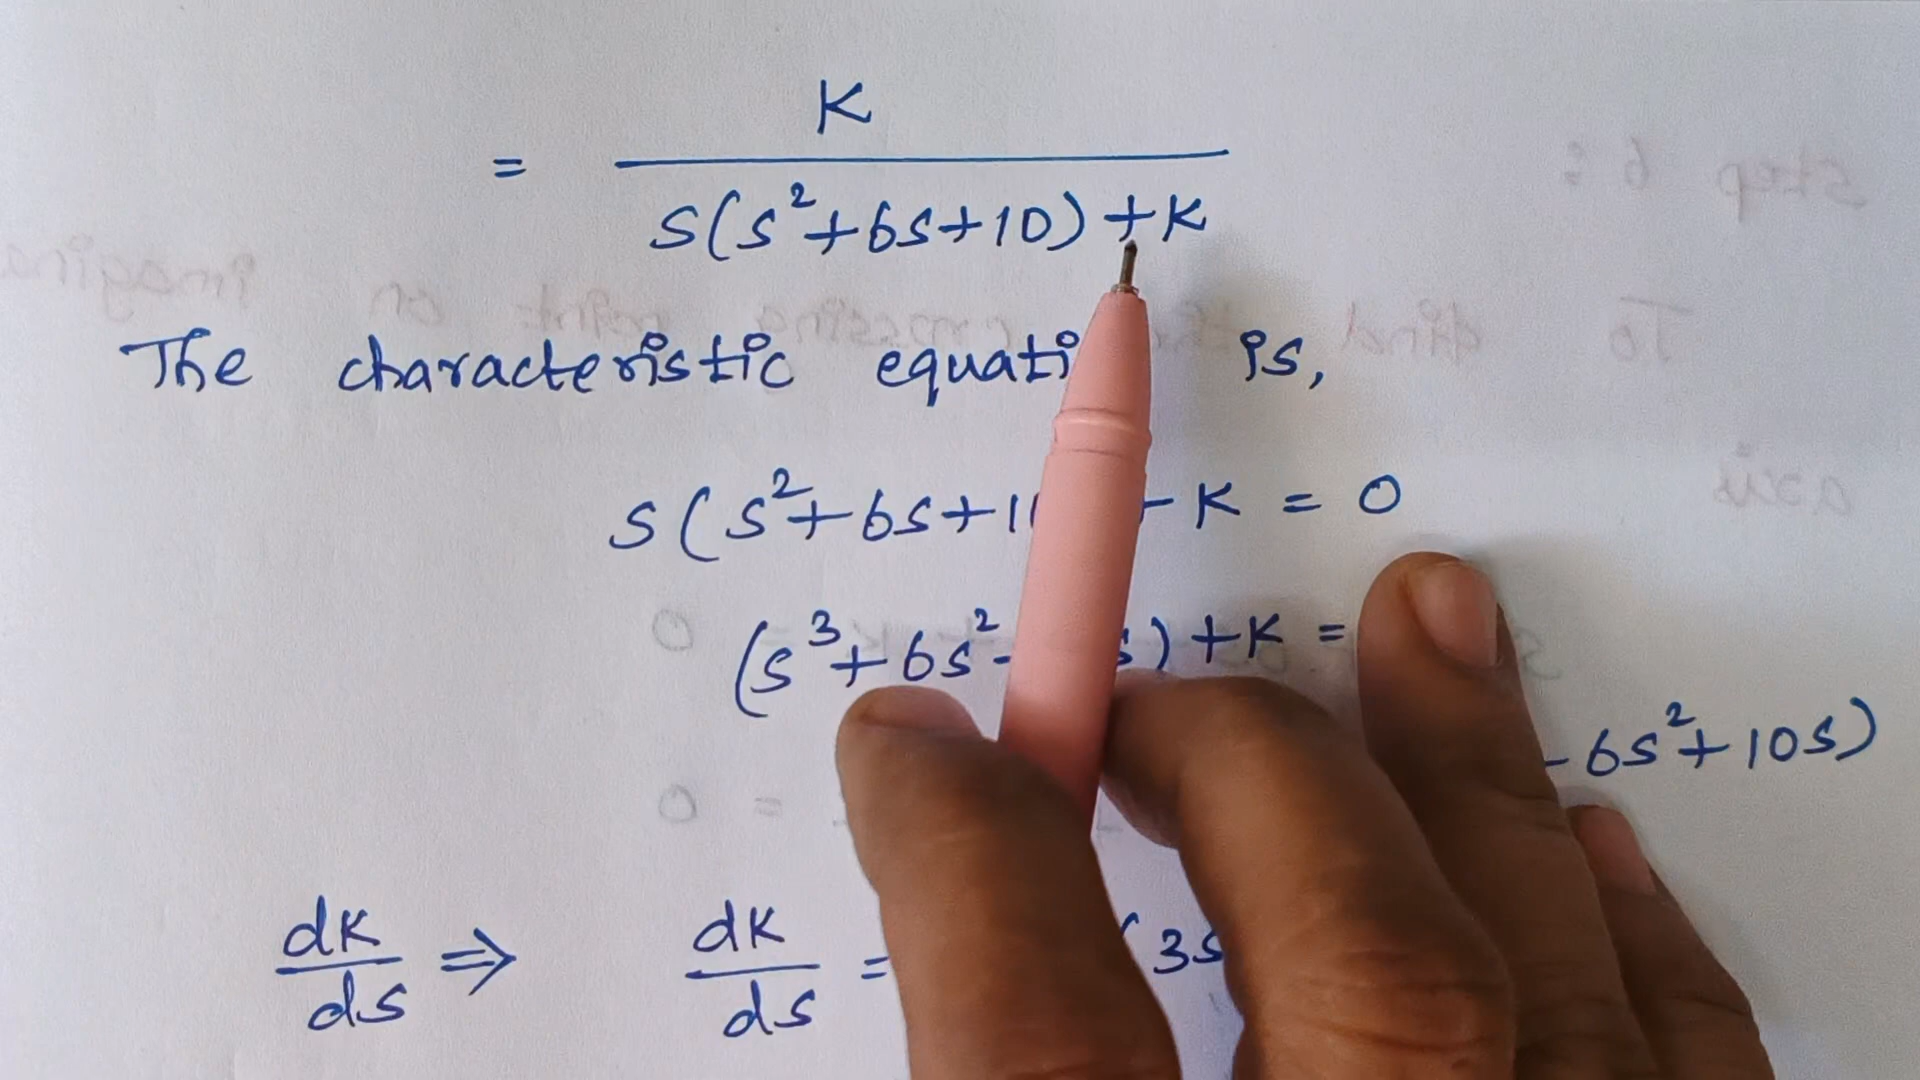 K
= ————
s(s²+6s+10)+K
The characteristic equati is,
s(s²+6s+1 - K = 0
(s³+6s²- s)+K =
- 6s²+10s)
dK/ds ⇒ dK/ds = (3s